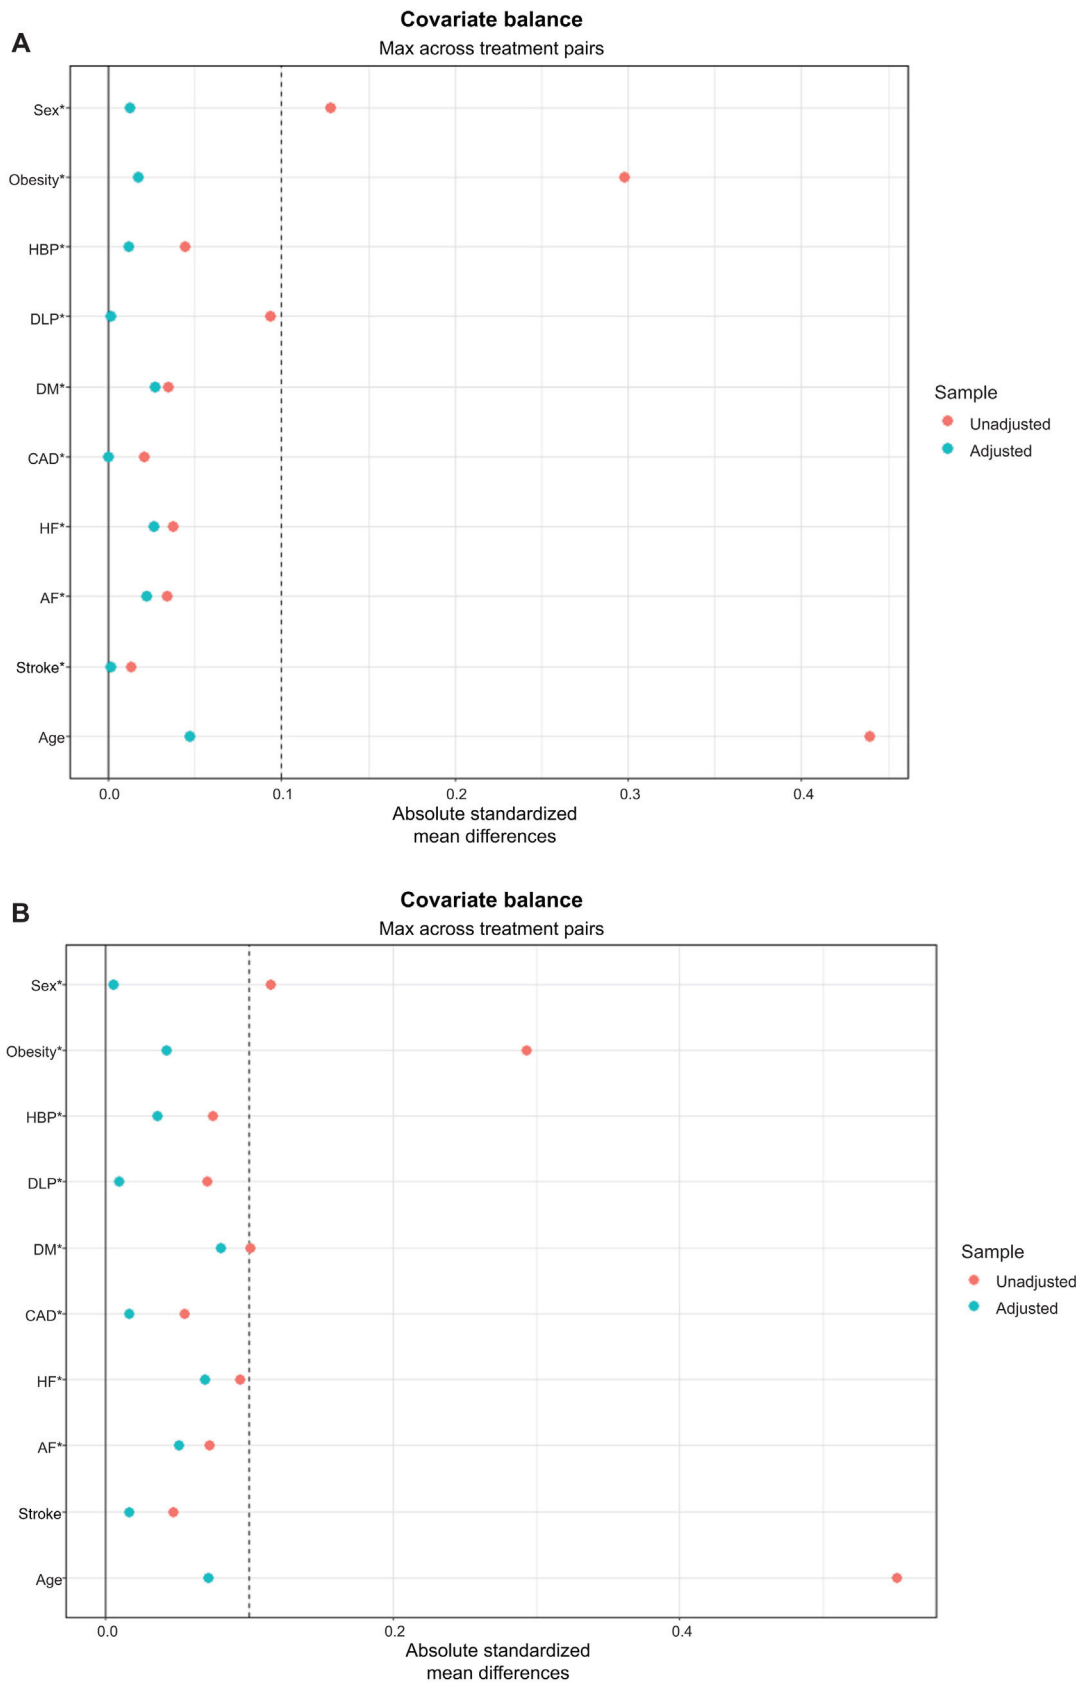 Covariate balance
A
Max across treatment pairs
Sex*
Obesity*
HBP*
DLP*
DM*
CAD*
HF*
AF*
Stroke*
Age
Sample
Unadjusted
Adjusted
0.0 0.1 0.2 0.3 0.4
Absolute standardized
mean differences
Covariate balance
B
Max across treatment pairs
Sex*
Obesity*
HBP*
DLP*
DM*
CAD*
HF*
AF*
Stroke
Age
Sample
Unadjusted
Adjusted
0.0 0.2 0.4
Absolute standardized
mean differences